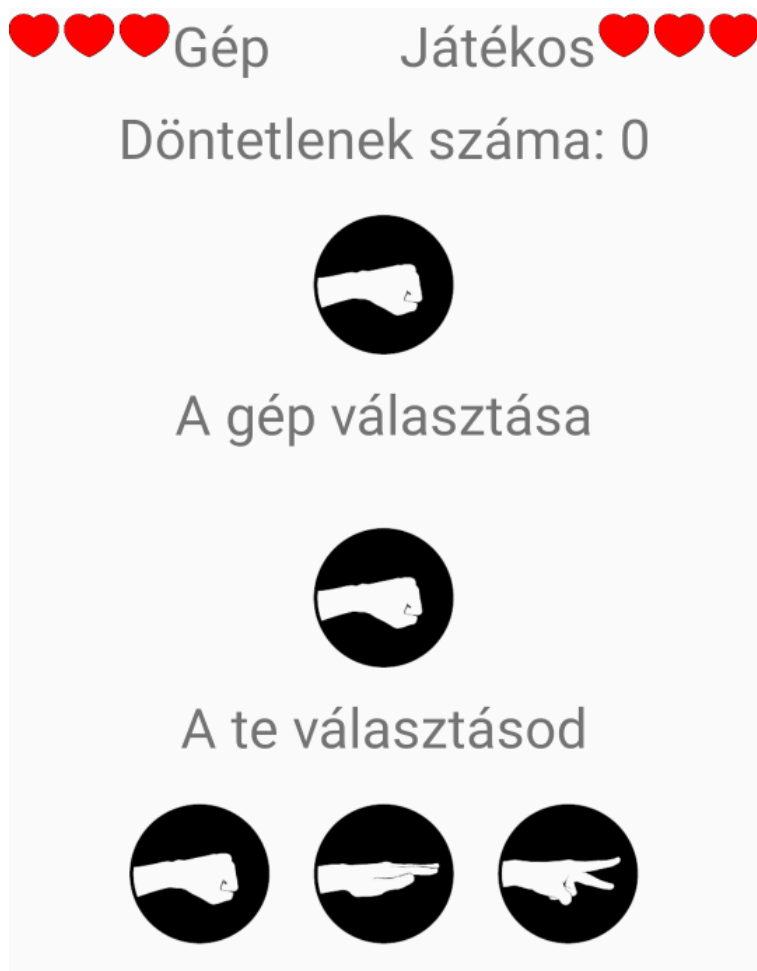 Gép Játékos
Döntetlenek száma: 0
A gép választása
A te választásod